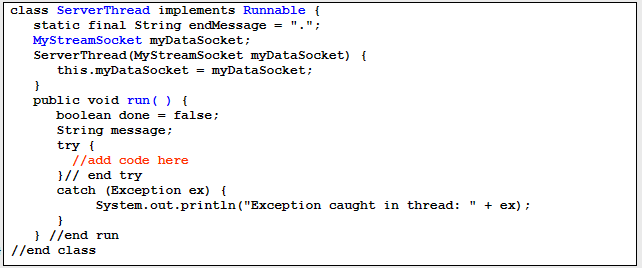 class ServerThread implements Runnable {
static final String endMessage = ".";
MyStreamSocket myDataSocket;
ServerThread(MyStreamSocket myDataSocket) {
this.myDataSocket = myDataSocket;
}
public void run( ) {
boolean done = false;
String message;
try {
//add code here
}// end try
catch (Exception ex) {
System.out.println("Exception caught in thread: " + ex);
}
} //end run
//end class